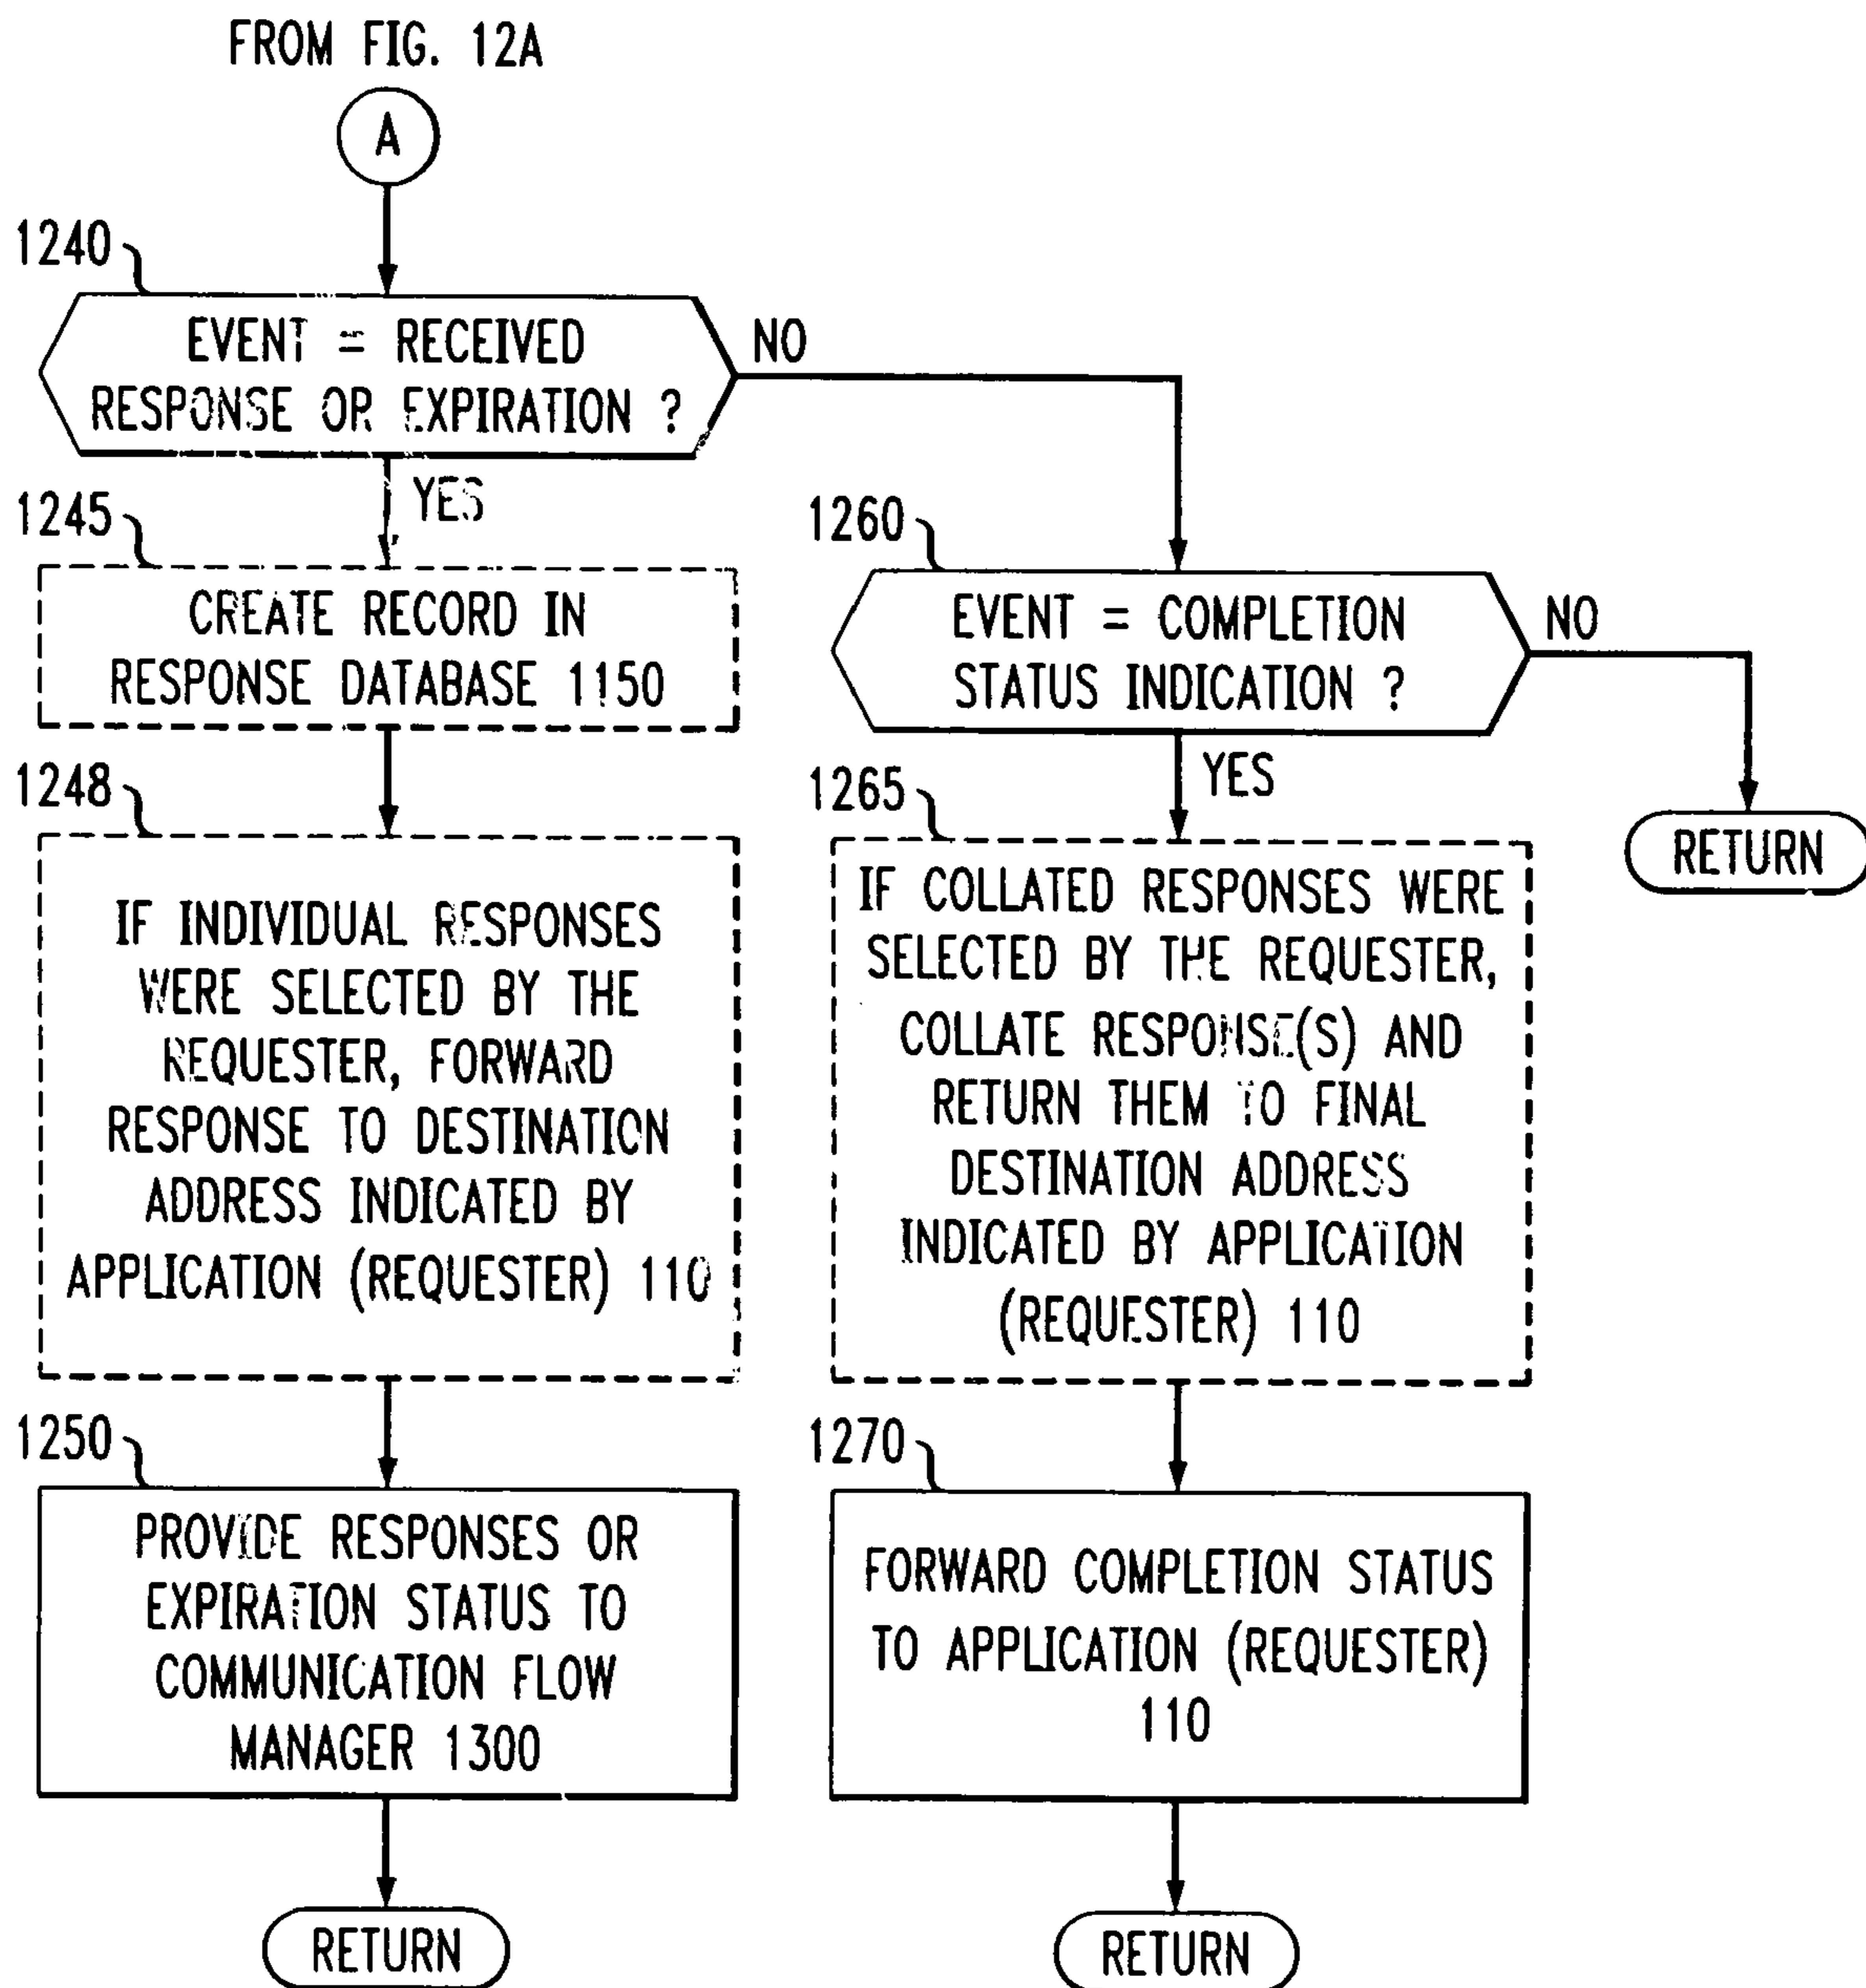 FROM FIG. 12A
A
1240
EVENT = RECEIVED
RESPONSE OR EXPIRATION ?
NO
YES
1245
CREATE RECORD IN
RESPONSE DATABASE 1150
1248
IF INDIVIDUAL RESPONSES
WERE SELECTED BY THE
REQUESTER, FORWARD
RESPONSE TO DESTINATION
ADDRESS INDICATED BY
APPLICATION (REQUESTER) 110
1250
PROVIDE RESPONSES OR
EXPIRATION STATUS TO
COMMUNICATION FLOW
MANAGER 1300
RETURN
1260
EVENT = COMPLETION
STATUS INDICATION ?
NO
RETURN
YES
1265
IF COLLATED RESPONSES WERE
SELECTED BY THE REQUESTER,
COLLATE RESPONSE(S) AND
RETURN THEM TO FINAL
DESTINATION ADDRESS
INDICATED BY APPLICATION
(REQUESTER) 110
1270
FORWARD COMPLETION STATUS
TO APPLICATION (REQUESTER)
110
RETURN